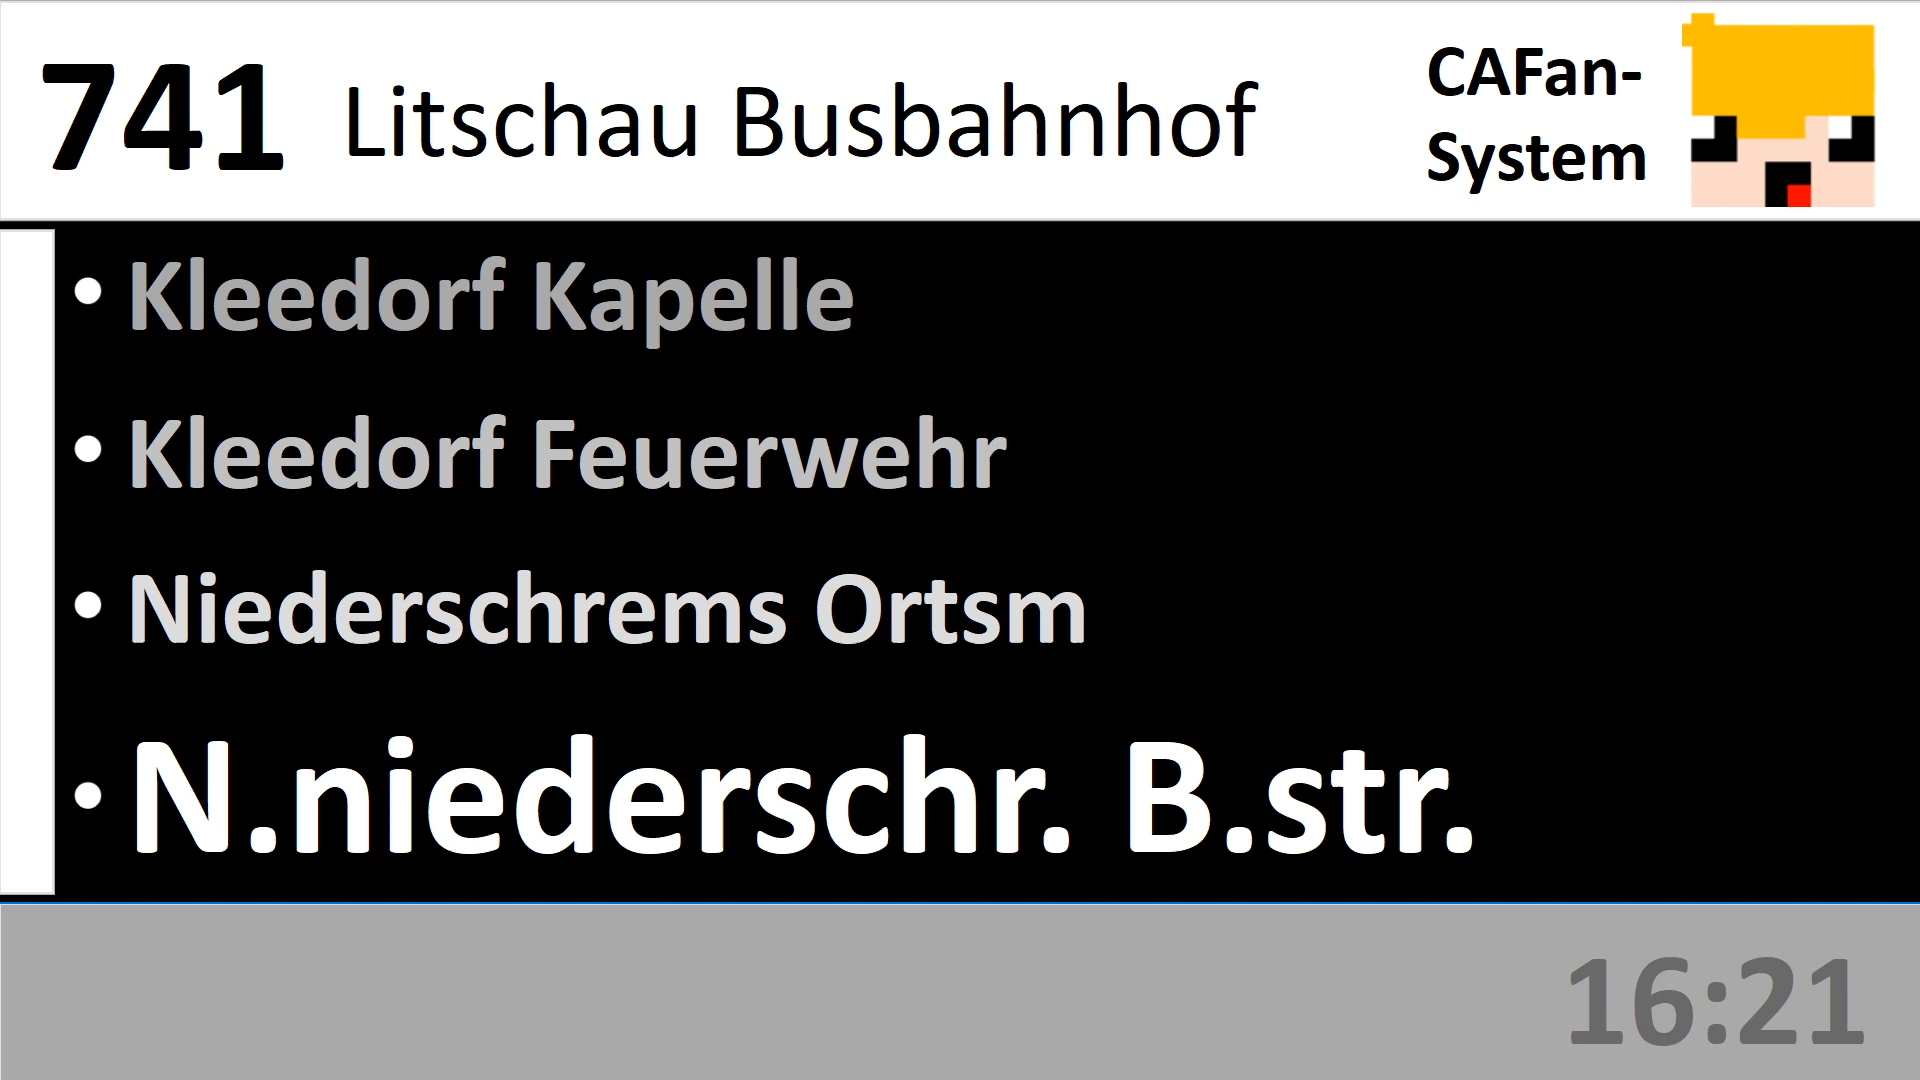 741 Litschau Busbahnhof
CAFan-
System
• Kleedorf Kapelle
• Kleedorf Feuerwehr
• Niederschrems Ortsm
• N.niederschr. B.str.
16:21